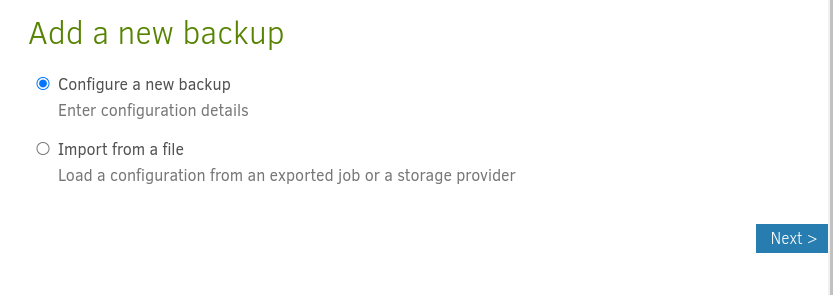 Add a new backup
Configure a new backup
Enter configuration details
Import from a file
Load a configuration from an exported job or a storage provider
Next >